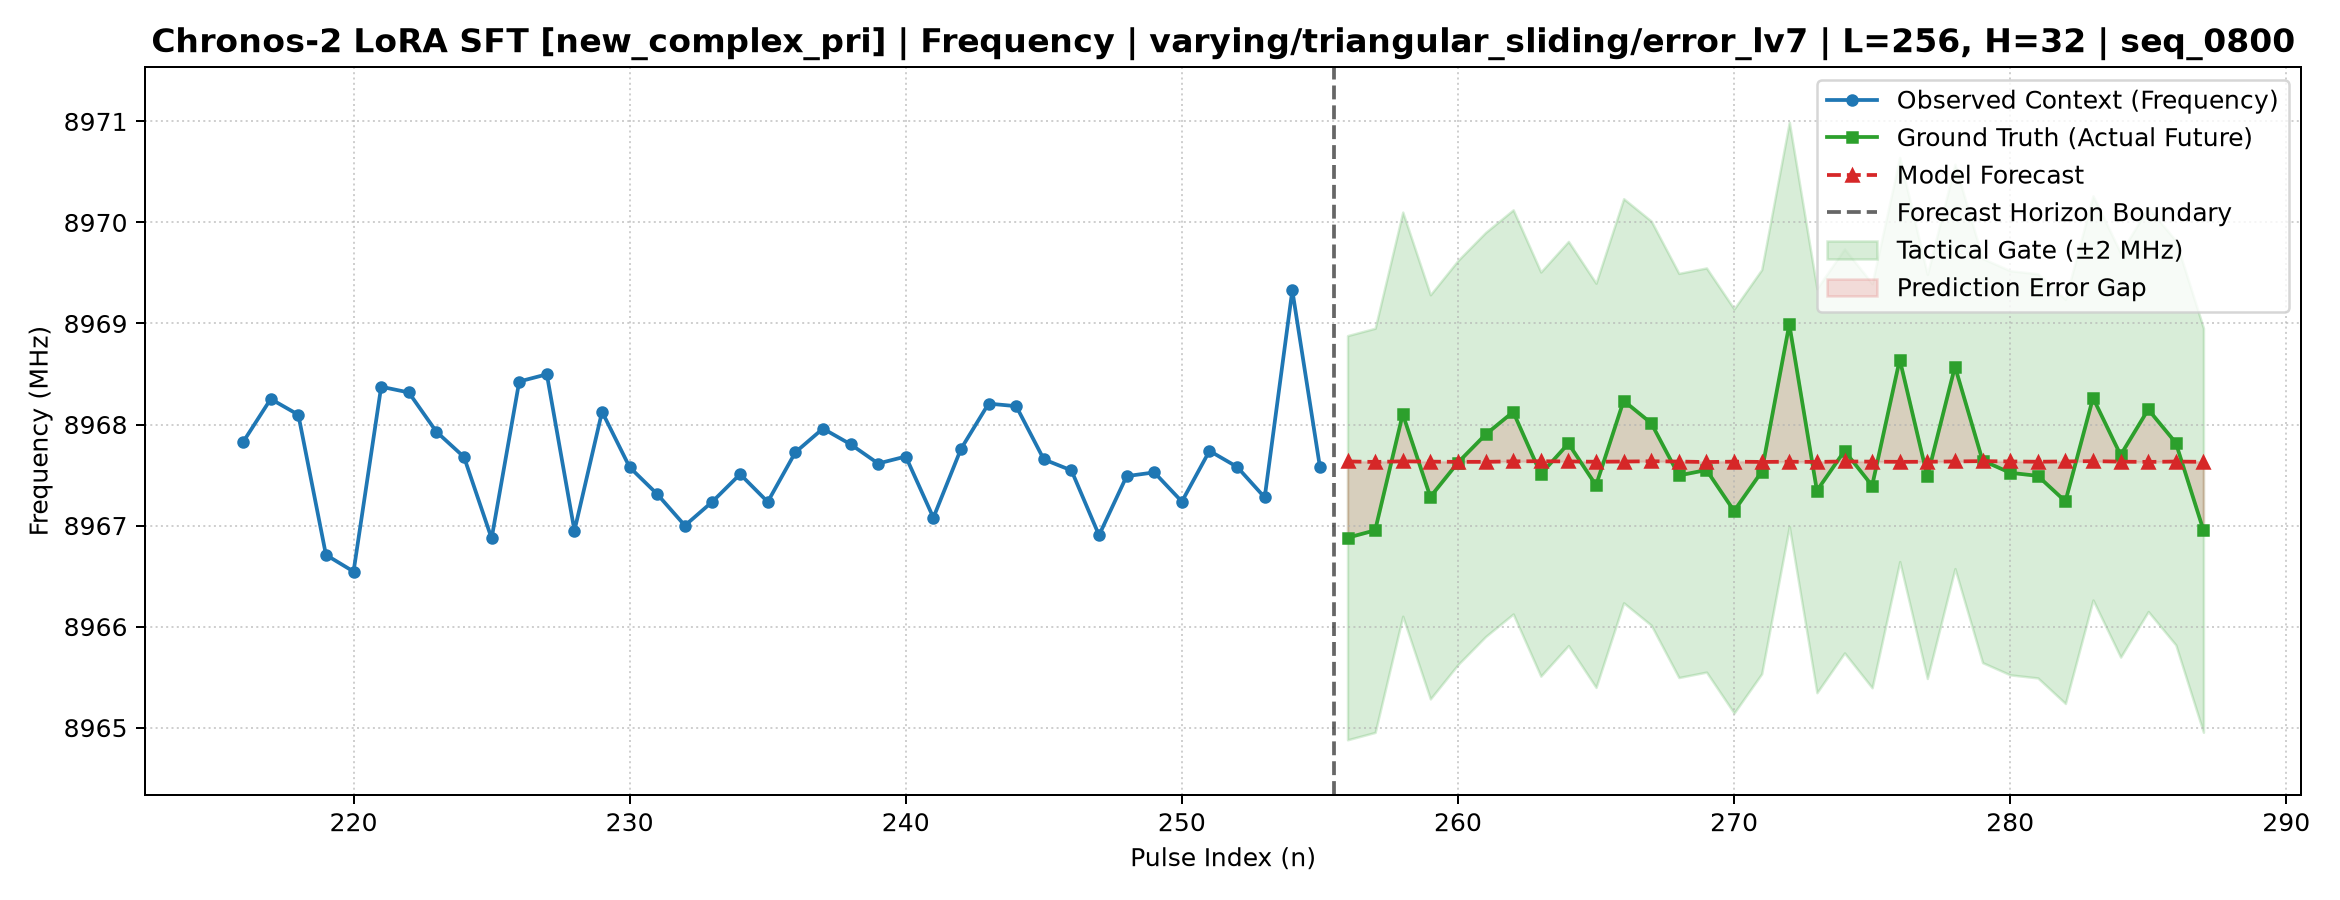 Chronos-2 LoRA SFT [new_complex_pri] | Frequency | varying/triangular_sliding/error_lv7 | L=256, H=32 | seq_0800
Observed Context (Frequency)
Ground Truth (Actual Future)
Model Forecast
Forecast Horizon Boundary
Tactical Gate (±2 MHz)
Prediction Error Gap
Frequency (MHz)
8971
8970
8969
8968
8967
8966
8965
220 230 240 250 260 270 280 290
Pulse Index (n)